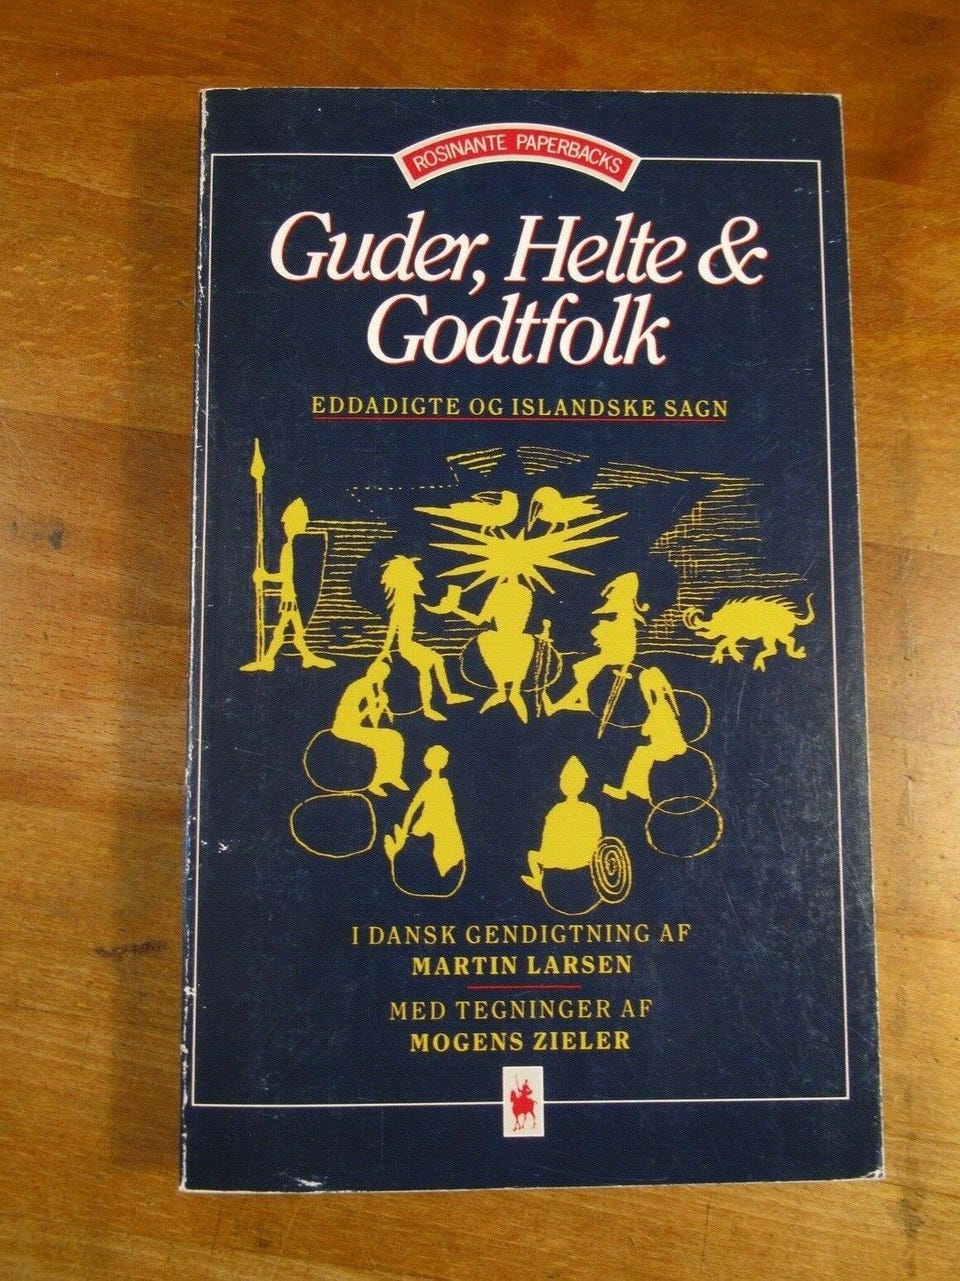 ROSINANTE PAPERBACKS
Guder, Helte &
Godtfolk
EDDADIGTE OG ISLANDSKE SAGN
I DANSK GENDIGTNING AF
MARTIN LARSEN
MED TEGNINGER AF
MOGENS ZIELER